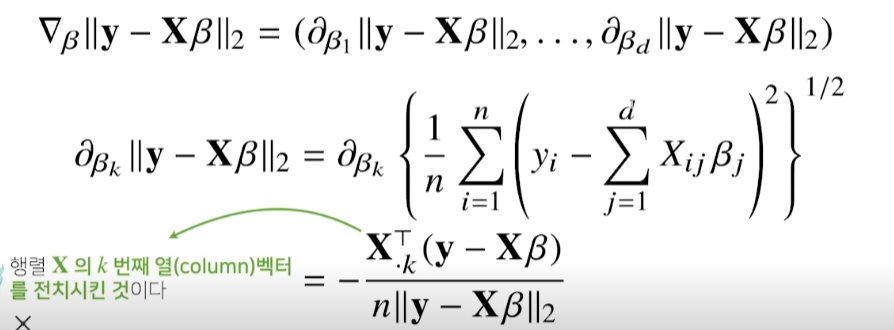 ∇β‖y − Xβ‖₂ = (∂β₁‖y − Xβ‖₂, . . . , ∂β_d‖y − Xβ‖₂)
∂β_k‖y − Xβ‖₂ = ∂β_k { 1/n ∑_{i=1}^{n} ( y_i − ∑_{j=1}^{d} X_{ij}β_j )² }^{1/2}
= − X_{·k}^⊤(y − Xβ) / n‖y − Xβ‖₂
행렬 X 의 k 번째 열(column)벡터
를 전치시킨 것이다